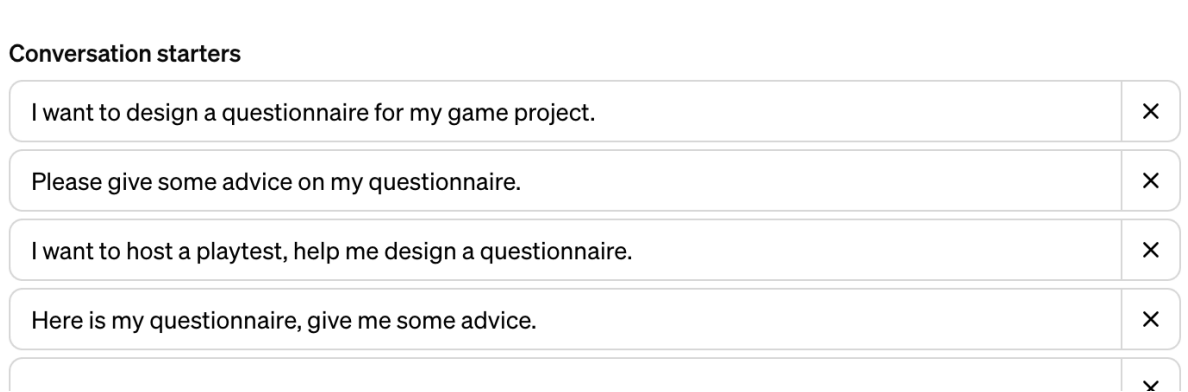 Conversation starters
I want to design a questionnaire for my game project.
Please give some advice on my questionnaire.
I want to host a playtest, help me design a questionnaire.
Here is my questionnaire, give me some advice.